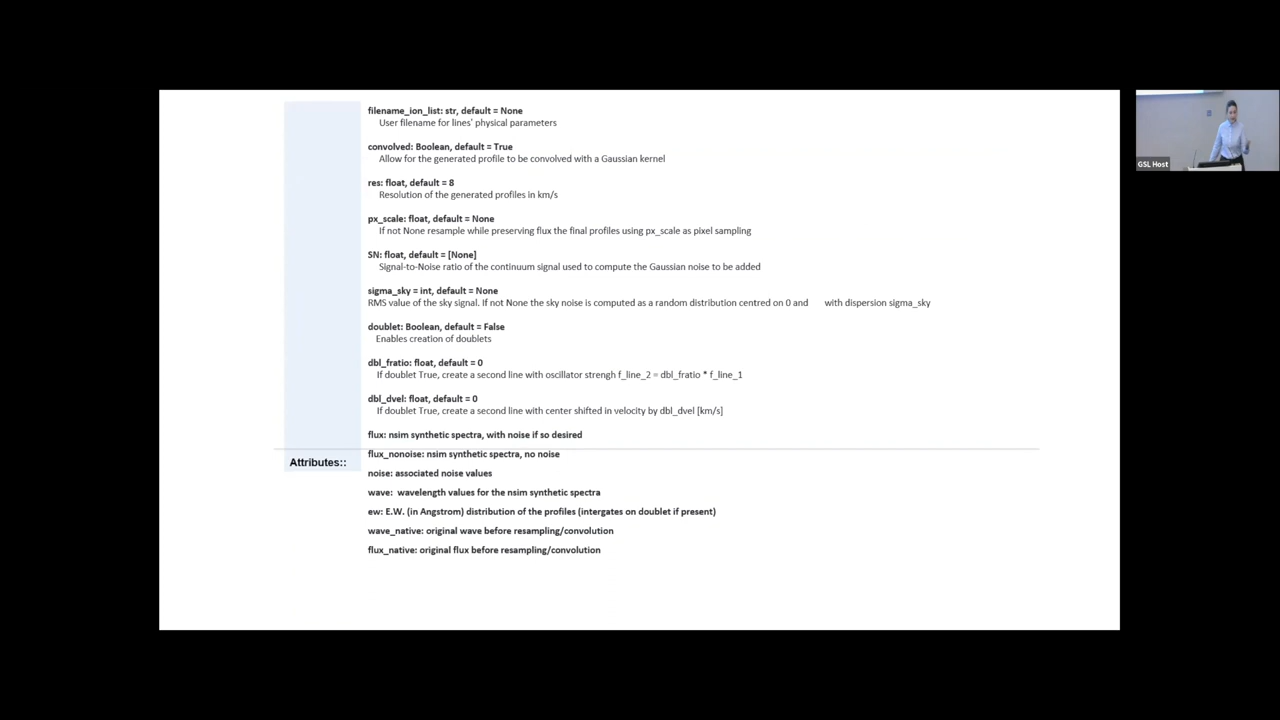 filename_ion_list: str, default = None
User filename for lines' physical parameters
convolved: Boolean, default = True
Allow for the generated profile to be convolved with a Gaussian kernel
res: float, default = 8
Resolution of the generated profiles in km/s
px_scale: float, default = None
If not None resample while preserving flux the final profiles using px_scale as pixel sampling
SN: float, default = [None]
Signal-to-Noise ratio of the continuum signal used to compute the Gaussian noise to be added
sigma_sky = int, default = None
RMS value of the sky signal. If not None the sky noise is computed as a random distribution centred on 0 and with dispersion sigma_sky
doublet: Boolean, default = False
Enables creation of doublets
dbl_fratio: float, default = 0
If doublet True, create a second line with oscillator strengh f_line_2 = dbl_fratio * f_line_1
dbl_dvel: float, default = 0
If doublet True, create a second line with center shifted in velocity by dbl_dvel [km/s]
flux: nsim synthetic spectra, with noise if so desired
Attributes::
flux_nonoise: nsim synthetic spectra, no noise
noise: associated noise values
wave: wavelength values for the nsim synthetic spectra
ew: E.W. (in Angstrom) distribution of the profiles (intergates on doublet if present)
wave_native: original wave before resampling/convolution
flux_native: original flux before resampling/convolution
GSL Host